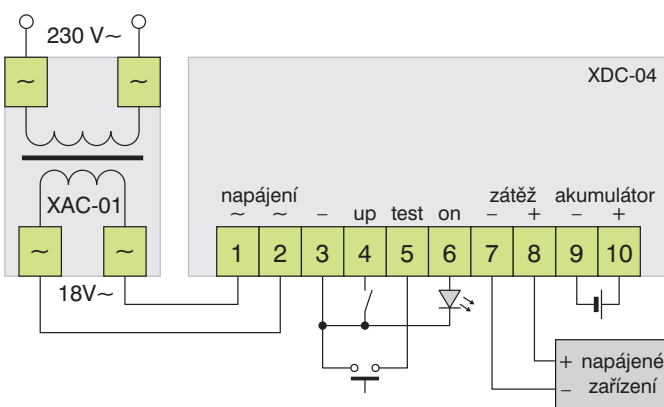 230 V~
~ ~
XDC-04
XAC-01
napájení zátěž akumulátor
~ ~ – up test on – + – +
~ ~ 1 2 3 4 5 6 7 8 9 10
18V~
+ napájené
– zařízení